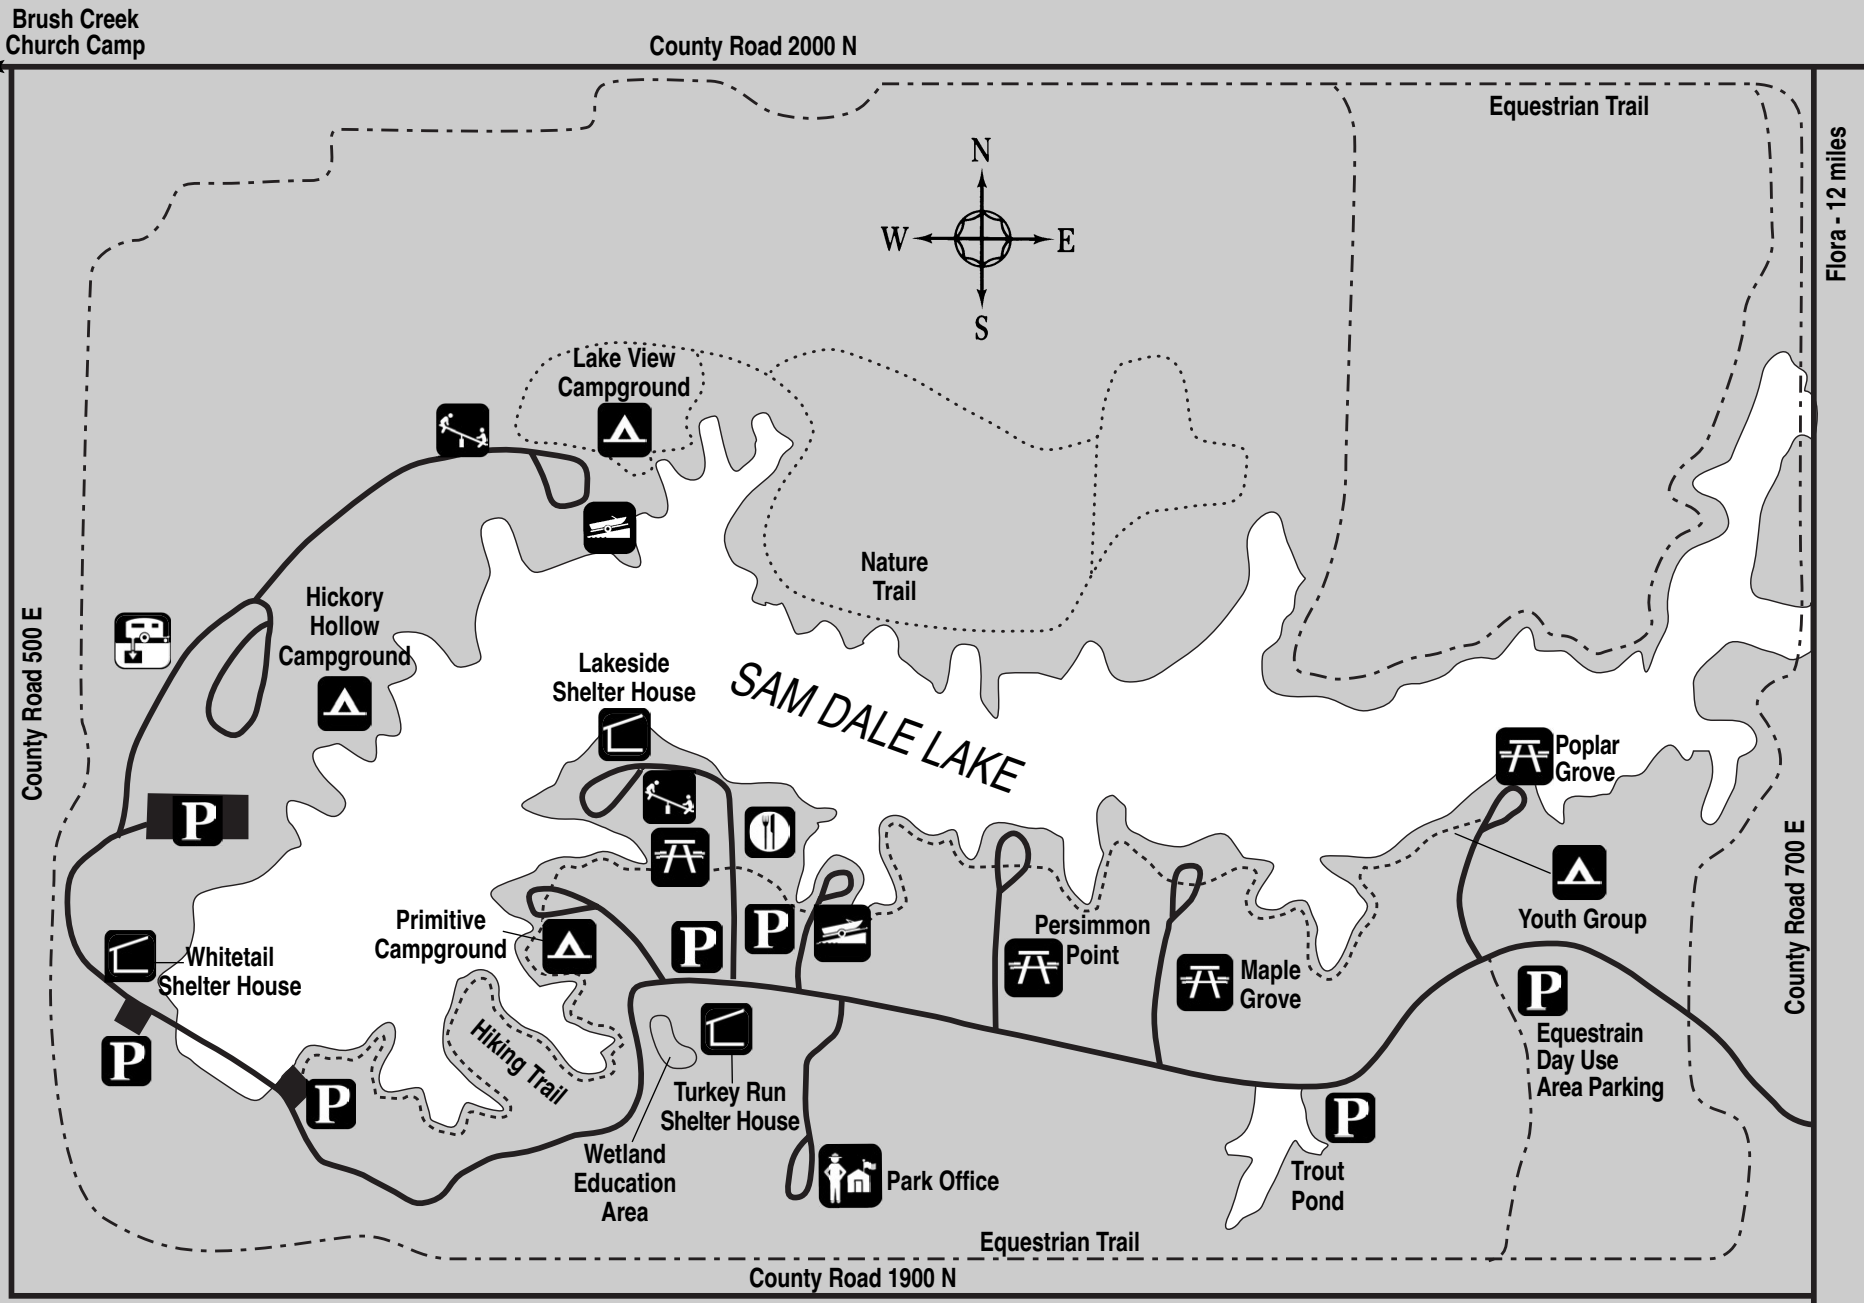 Brush Creek
Church Camp
County Road 2000 N
Equestrian Trail
Flora - 12 miles
N
W
E
S
Lake View
Campground
Nature
Trail
Hickory
Hollow
Campground
County Road 500 E
Lakeside
Shelter House
SAM DALE LAKE
Poplar
Grove
P
Youth Group
County Road 700 E
Primitive
Campground
P
P
Persimmon
Point
Maple
Grove
Whitetail
Shelter House
P
P
P
Hiking Trail
Equestrain
Day Use
Area Parking
P
Turkey Run
Shelter House
Wetland
Education
Area
Park Office
Trout
Pond
P
Equestrian Trail
County Road 1900 N